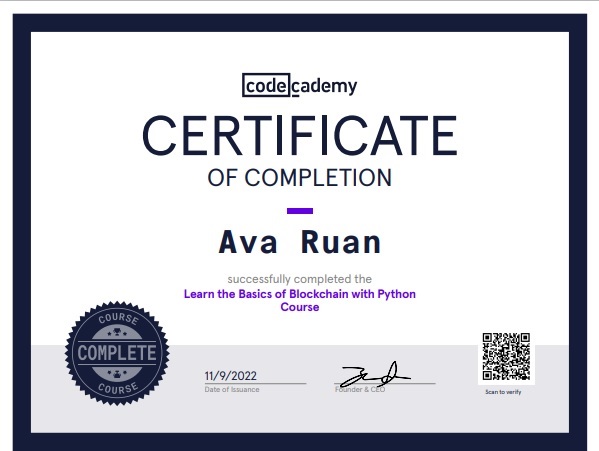 codecademy
CERTIFICATE
OF COMPLETION
Ava Ruan
successfully completed the
Learn the Basics of Blockchain with Python
Course
COURSE
COMPLETE
COURSE
11/9/2022
Date of Issuance
Founder & CEO
Scan to verify